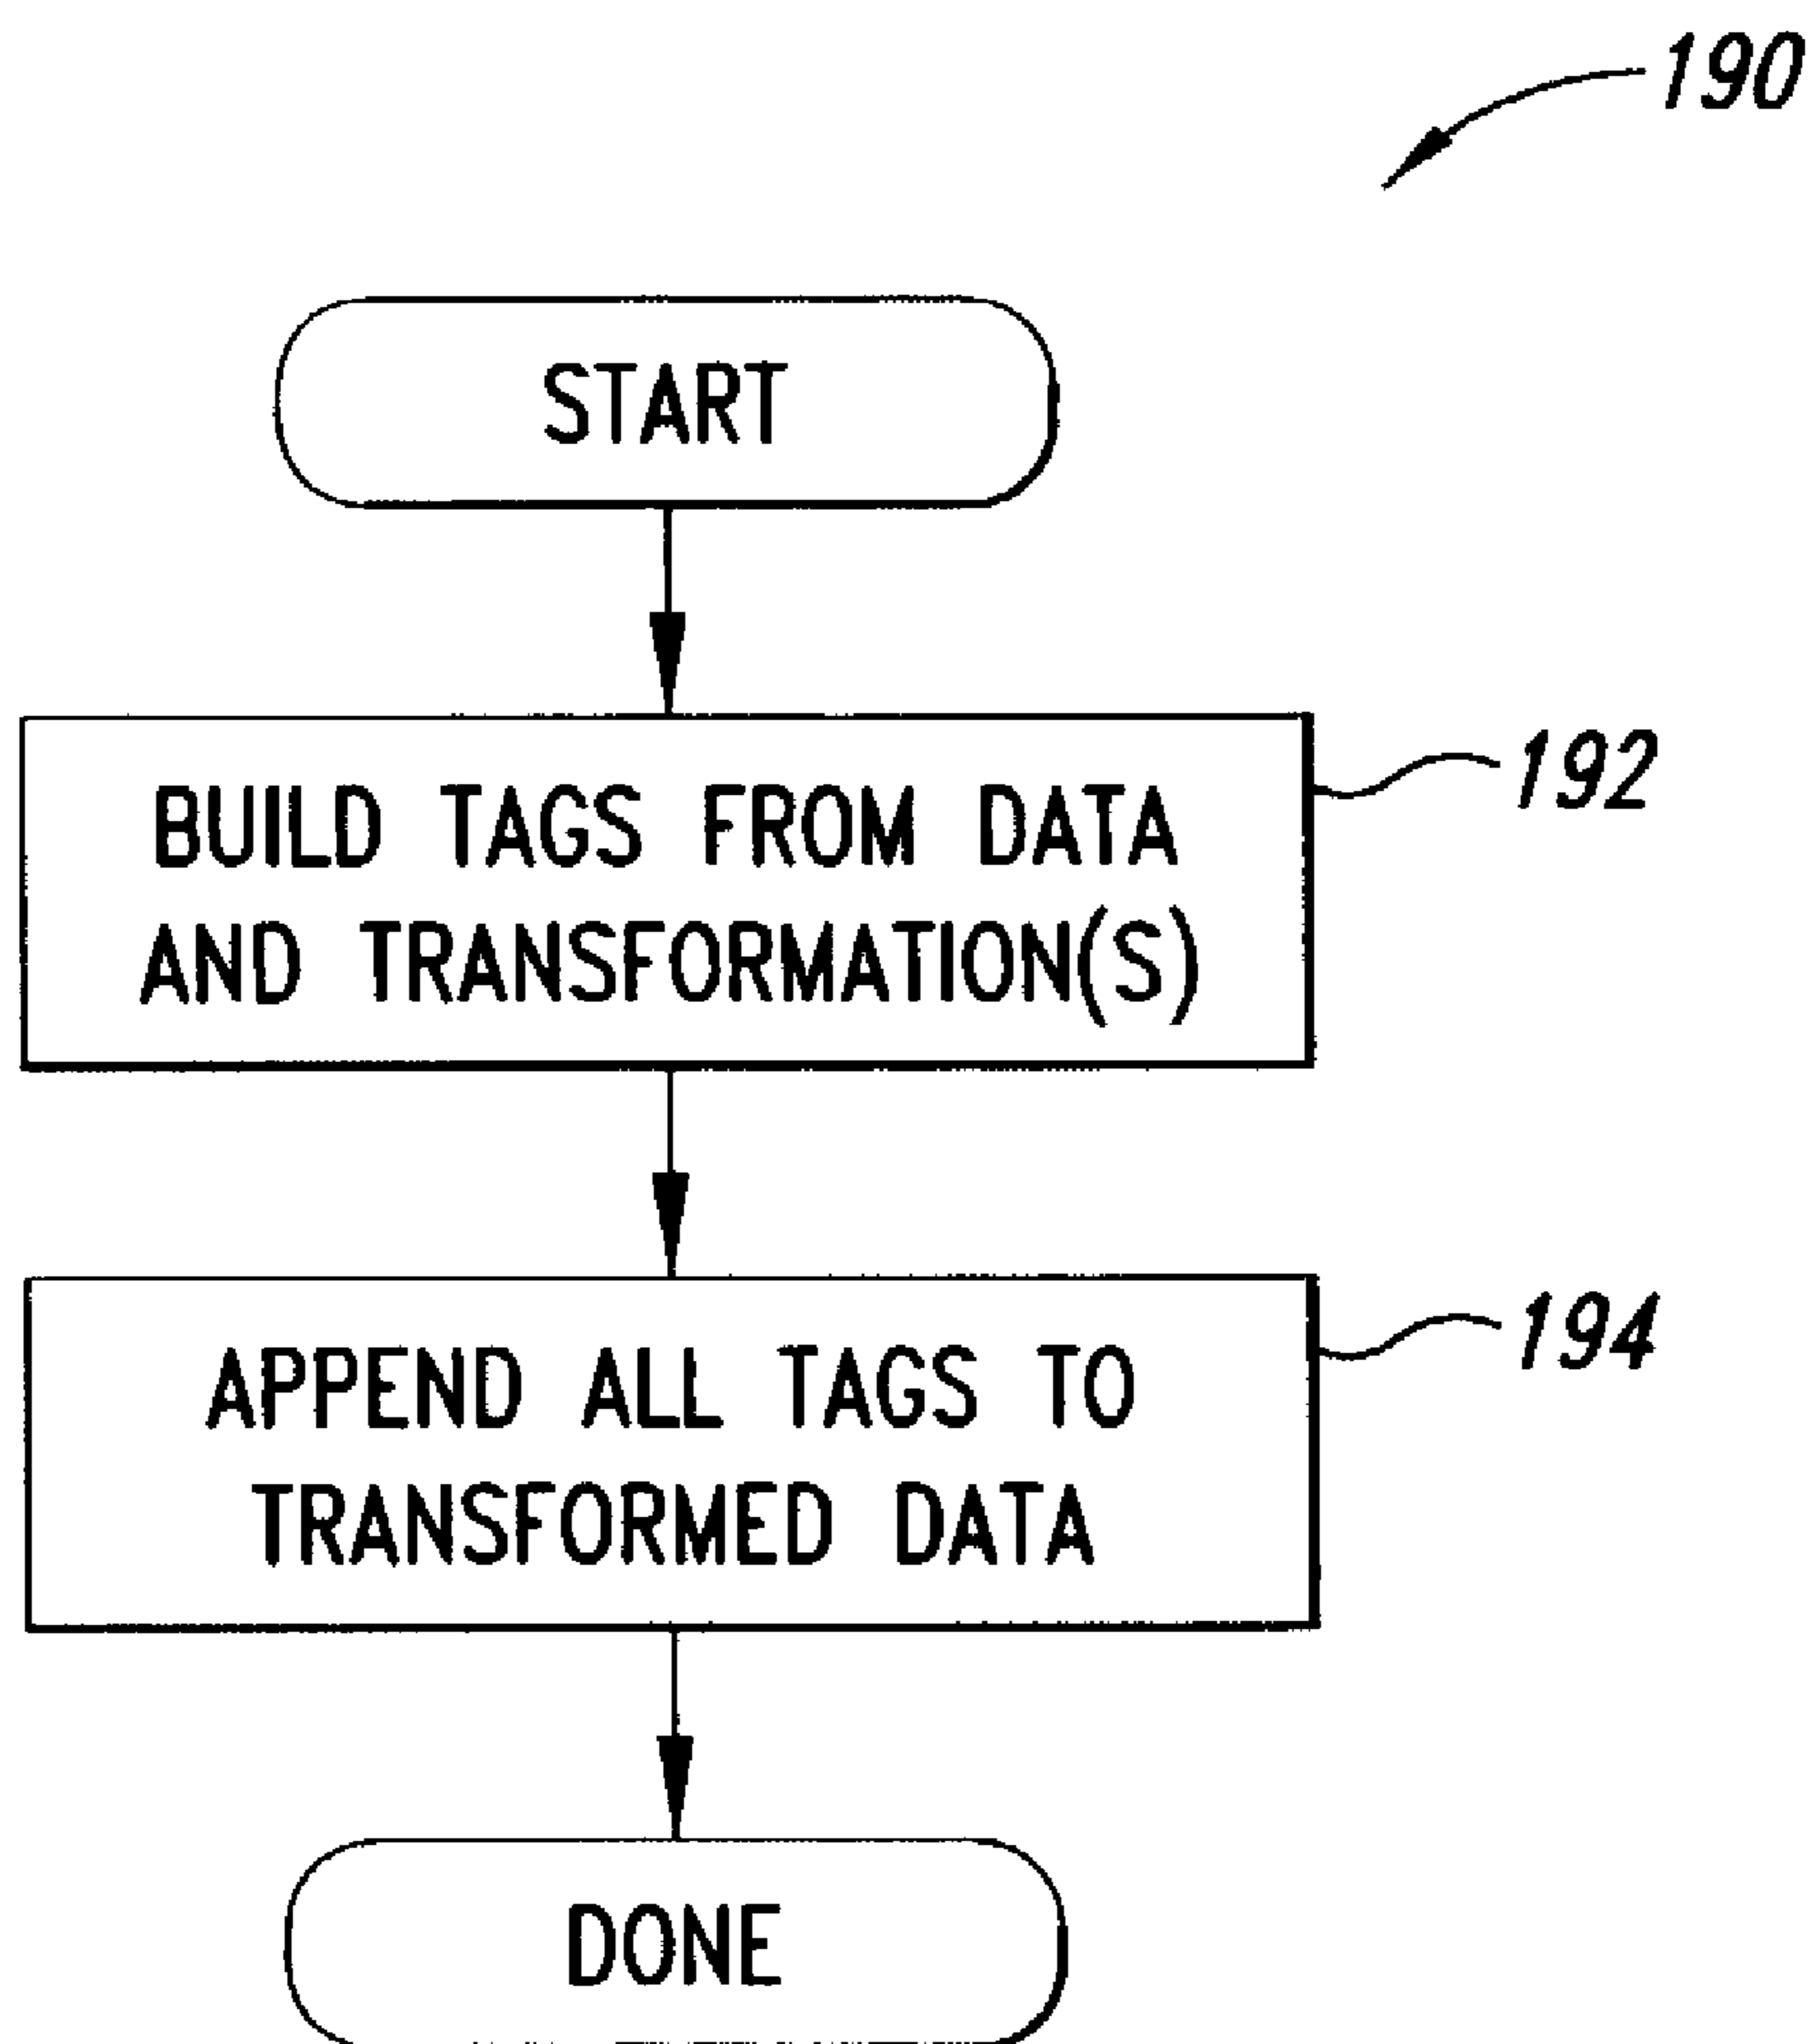 190
START
BUILD TAGS FROM DATA
AND TRANSFORMATION(S)
192
APPEND ALL TAGS TO
TRANSFORMED DATA
194
DONE